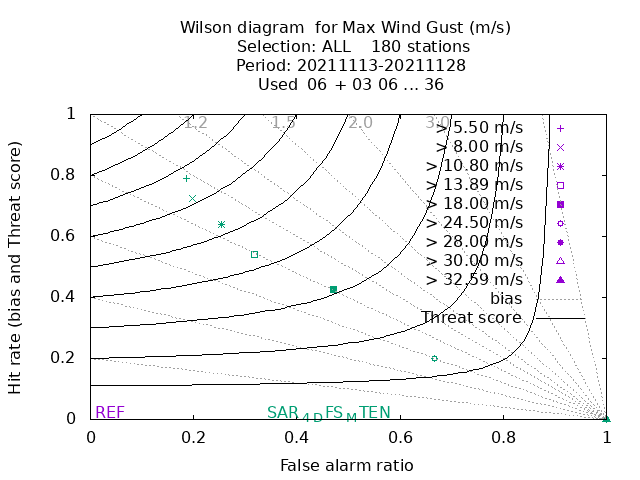 Wilson diagram  for Max Wind Gust (m/s)
Selection: ALL    180 stations
Period: 20211113-20211128
Used  06 + 03 06 ... 36
Hit rate (bias and Threat score)
1
0.8
0.6
0.4
0.2
0
1.2
1.5
2.0
3.0
> 5.50 m/s
> 8.00 m/s
> 10.80 m/s
> 13.89 m/s
> 18.00 m/s
> 24.50 m/s
> 28.00 m/s
> 30.00 m/s
> 32.59 m/s
bias
Threat score
REF
SAR4DFSMTEN
0 0.2 0.4 0.6 0.8 1
False alarm ratio